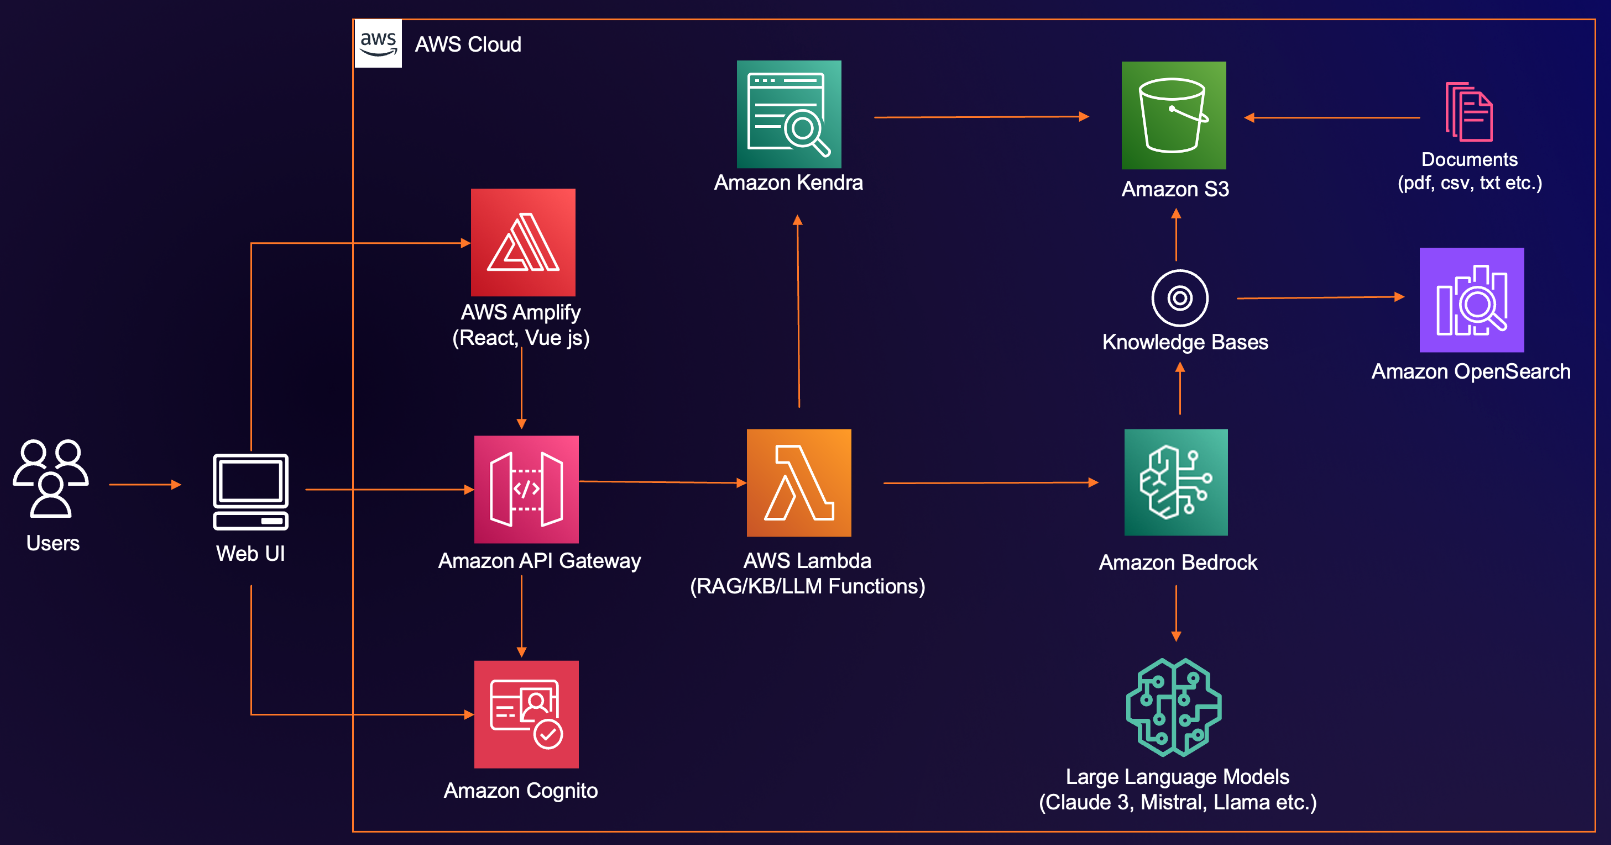 aws
AWS Cloud
Amazon Kendra
Amazon S3
Documents
(pdf, csv, txt etc.)
AWS Amplify
(React, Vue js)
Knowledge Bases
Amazon OpenSearch
Users
Web UI
</>
Amazon API Gateway
AWS Lambda
(RAG/KB/LLM Functions)
Amazon Bedrock
Amazon Cognito
Large Language Models
(Claude 3, Mistral, Llama etc.)